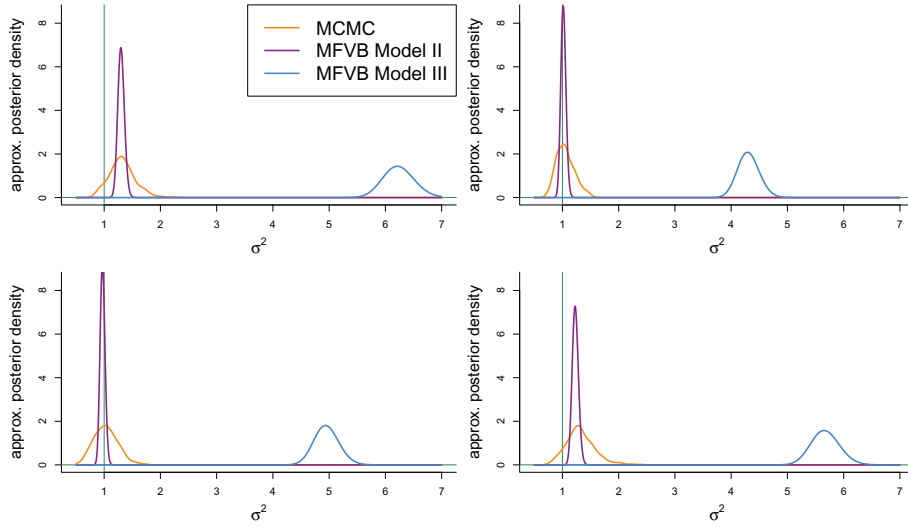 MCMC
MFVB Model II
MFVB Model III
approx. posterior density
0 2 4 6 8
1 2 3 4 5 6 7
σ²
approx. posterior density
0 2 4 6 8
1 2 3 4 5 6 7
σ²
approx. posterior density
0 2 4 6 8
1 2 3 4 5 6 7
σ²
approx. posterior density
0 2 4 6 8
1 2 3 4 5 6 7
σ²